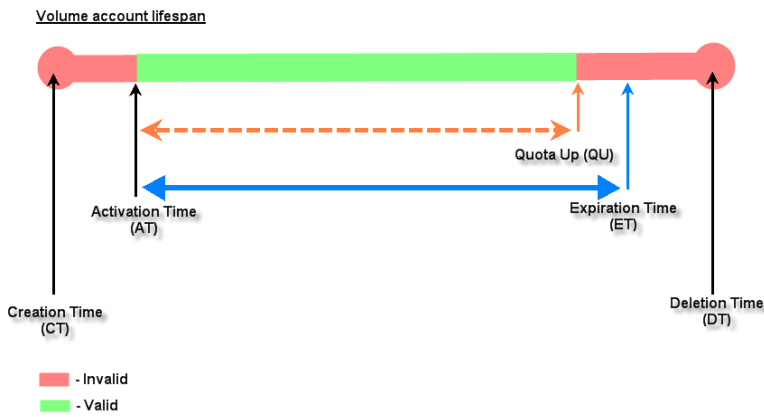 Volume account lifespan
Quota Up (QU)
Activation Time
(AT)
Expiration Time
(ET)
Creation Time
(CT)
Deletion Time
(DT)
- Invalid
- Valid